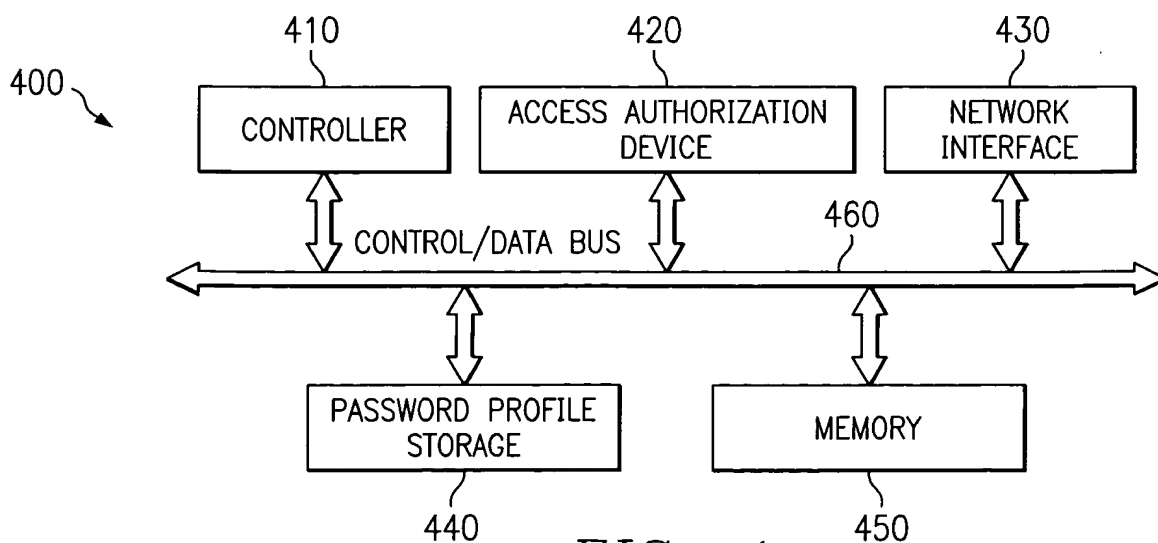 410
420
430
400
CONTROLLER
ACCESS AUTHORIZATION
DEVICE
NETWORK
INTERFACE
CONTROL/DATA BUS
460
PASSWORD PROFILE
STORAGE
MEMORY
440
450